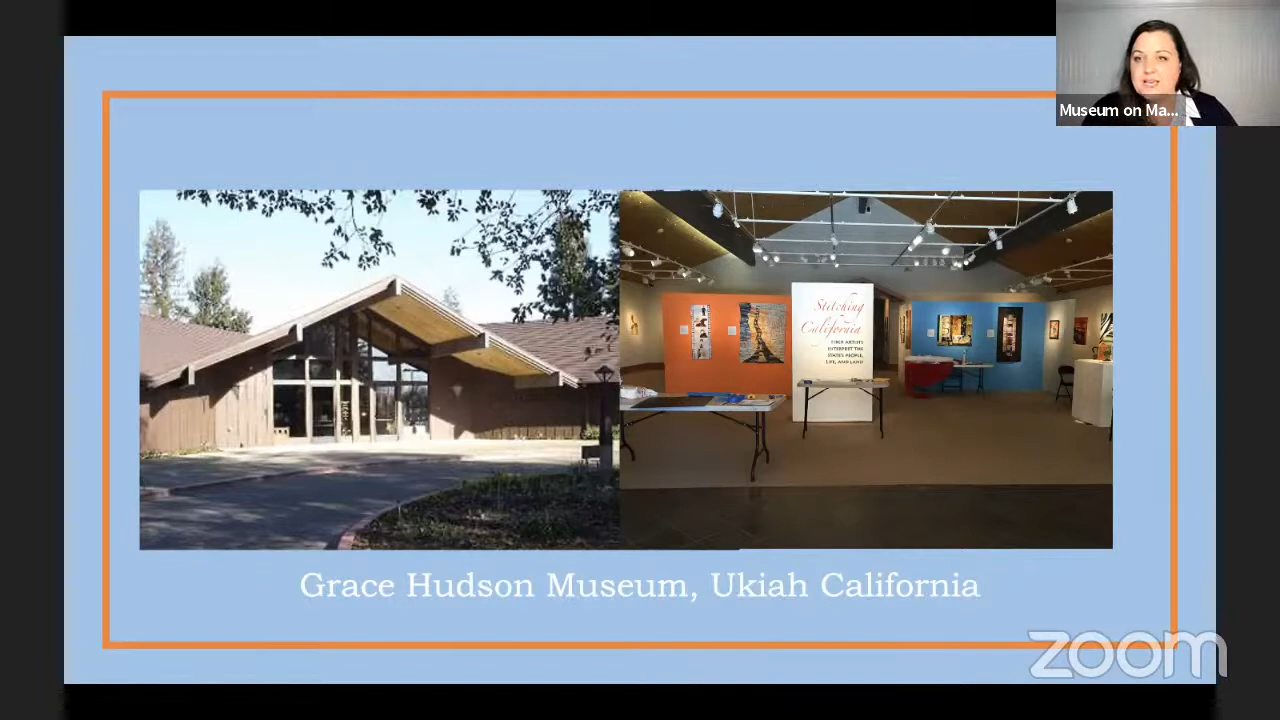 Museum on Ma...
Stitching
California
FIBER ARTISTS
INTERPRET THE
STATE'S PEOPLE,
LIFE, AND LAND
Grace Hudson Museum, Ukiah California
zoom